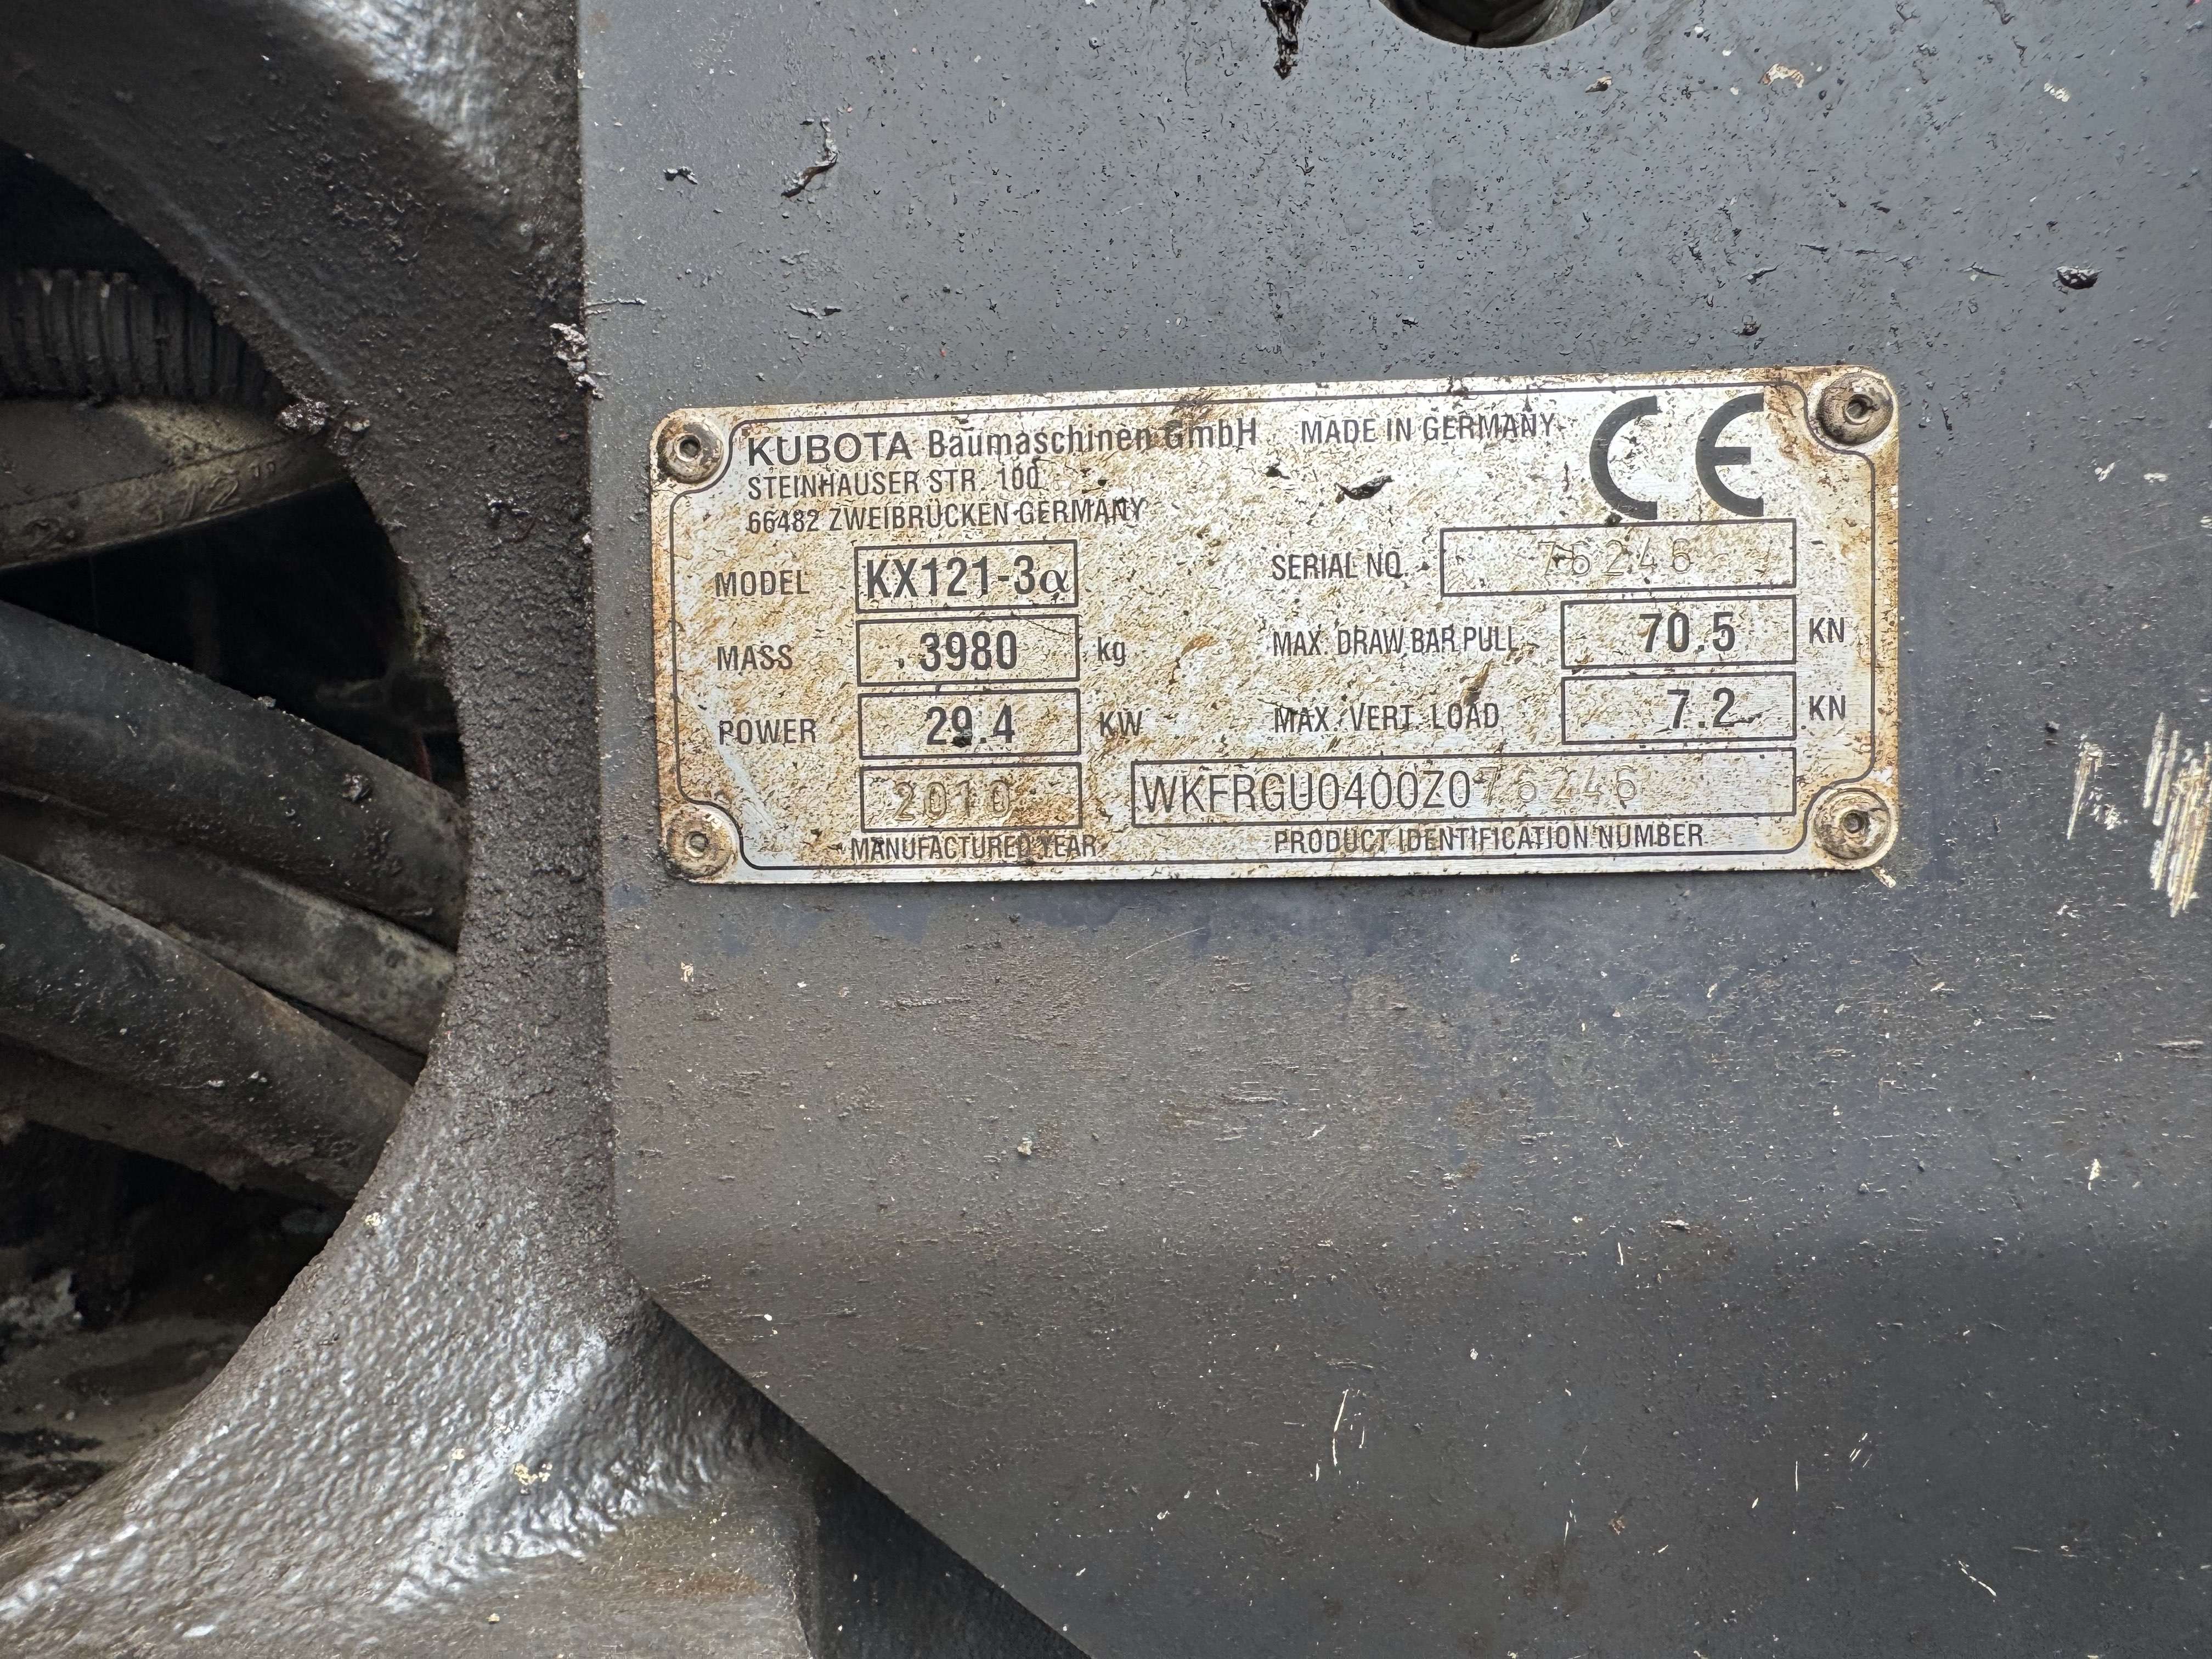 KUBOTA Baumaschinen GmbH MADE IN GERMANY CE
STEINHAUSER STR. 100
66482 ZWEIBRUCKEN GERMANY
MODEL KX121-3α SERIAL NO. 76246
MASS 3980 kg MAX. DRAW BAR PULL 70.5 KN
POWER 29.4 KW MAX. VERT. LOAD 7.2 KN
2010 WKFRGU0400Z076246
MANUFACTURED YEAR PRODUCT IDENTIFICATION NUMBER